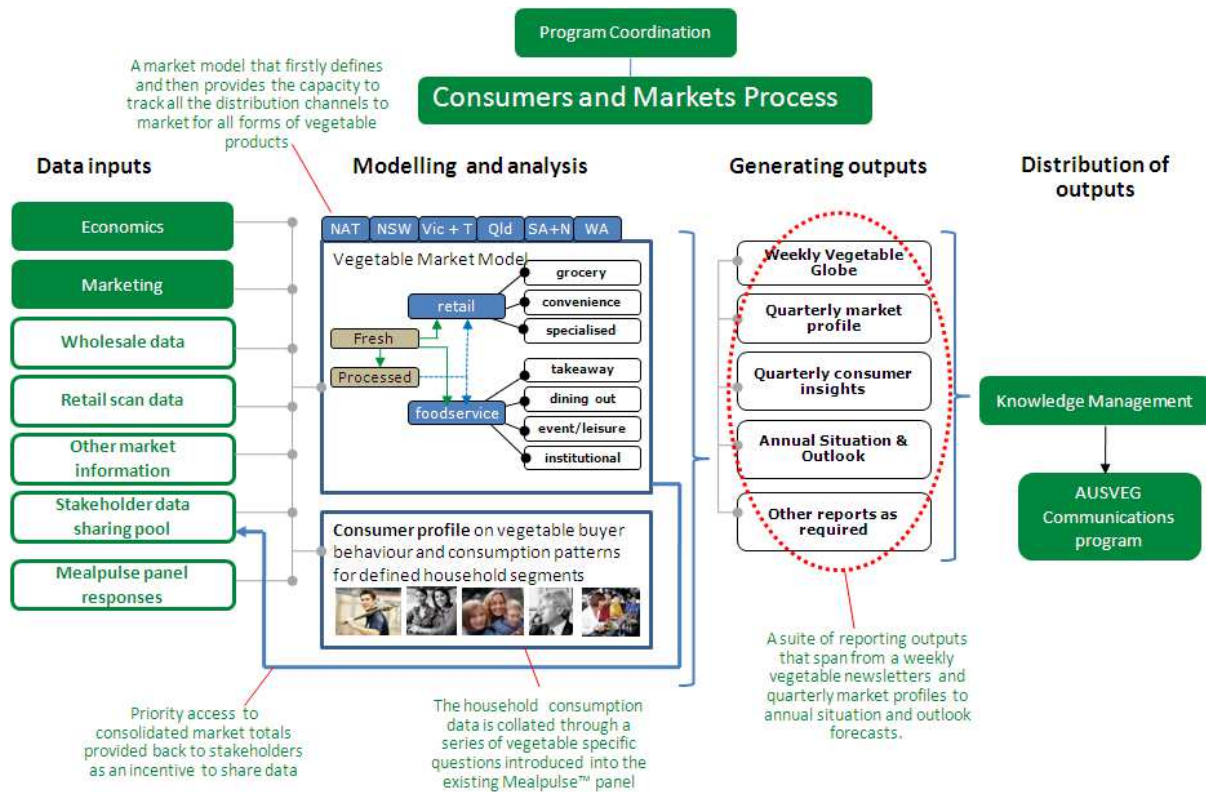 Program Coordination
Consumers and Markets Process
A market model that firstly defines
and then provides the capacity to
track all the distribution channels to
market for all forms of vegetable
products
Data inputs
Economics
Marketing
Wholesale data
Retail scan data
Other market
information
Stakeholder data
sharing pool
Mealpulse panel
responses
Modelling and analysis
NAT
NSW
Vic + T
Qld
SA+N
WA
Vegetable Market Model
retail
Fresh
Processed
foodservice
grocery
convenience
specialised
takeaway
dining out
event/leisure
institutional
Consumer profile on vegetable buyer
behaviour and consumption patterns
for defined household segments
Generating outputs
Weekly Vegetable
Globe
Quarterly market
profile
Quarterly consumer
insights
Annual Situation &
Outlook
Other reports as
required
Distribution of
outputs
Knowledge Management
AUSVEG
Communications
program
Priority access to
consolidated market totals
provided back to stakeholders
as an incentive to share data
The household consumption
data is collated through a
series of vegetable specific
questions introduced into the
existing Mealpulse™ panel
A suite of reporting outputs
that span from a weekly
vegetable newsletters and
quarterly market profiles to
annual situation and outlook
forecasts.